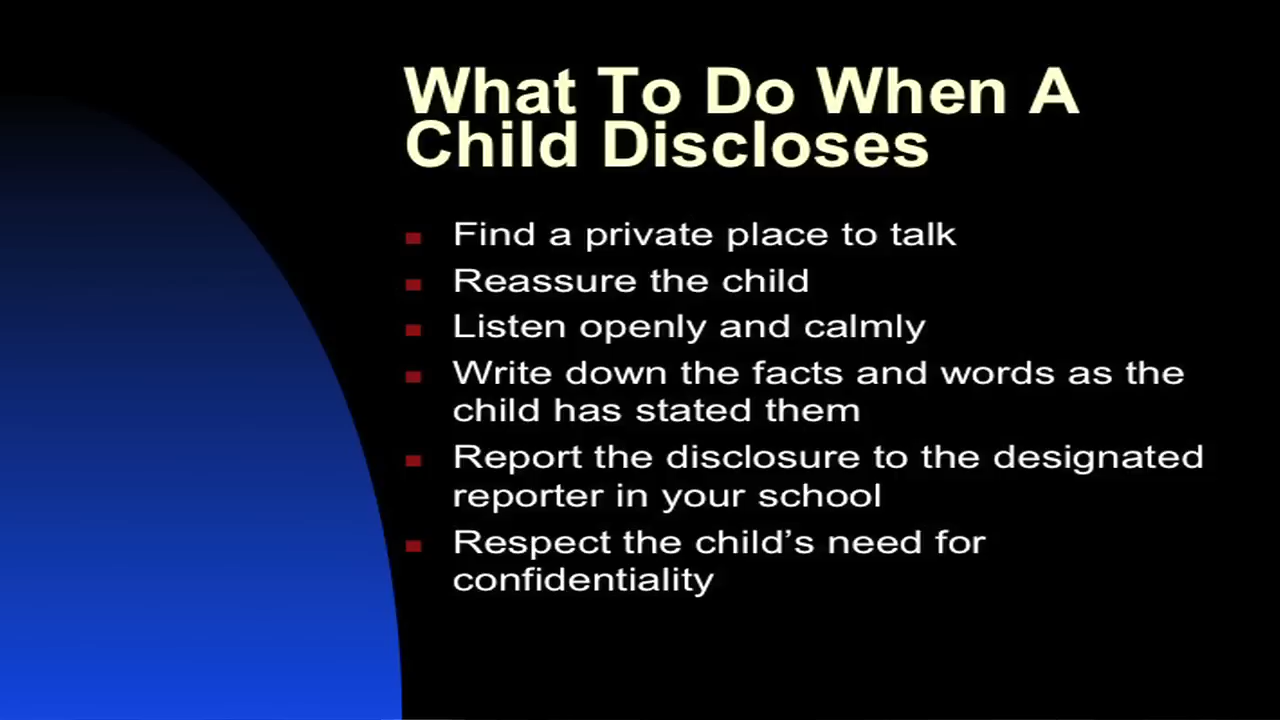 What To Do When A
Child Discloses
Find a private place to talk
Reassure the child
Listen openly and calmly
Write down the facts and words as the
child has stated them
Report the disclosure to the designated
reporter in your school
Respect the child’s need for
confidentiality